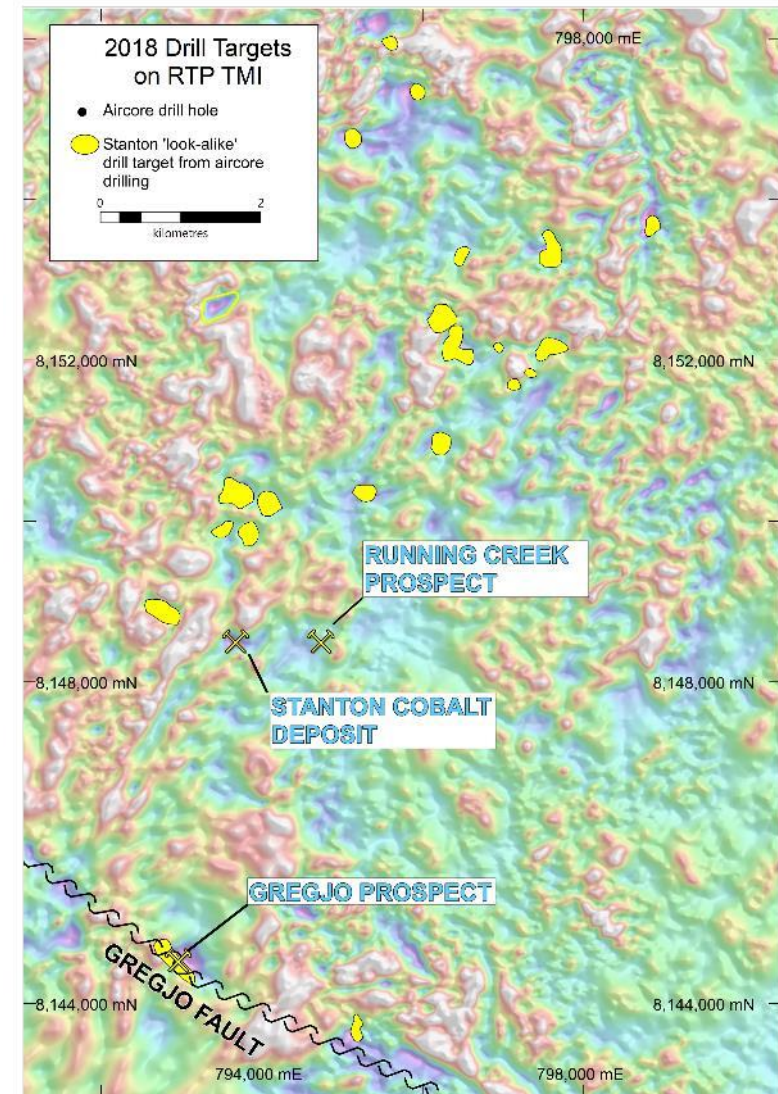 2018 Drill Targets
on RTP TMI
Aircore drill hole
Stanton 'look-alike'
drill target from aircore
drilling
0 2
kilometres
798,000 mE
8,152,000 mN
8,152,000 mN
RUNNING CREEK
PROSPECT
8,148,000 mN
8,148,000 mN
STANTON COBALT
DEPOSIT
GREGJO PROSPECT
GREGJO FAULT
8,144,000 mN
8,144,000 mN
794,000 mE
798,000 mE